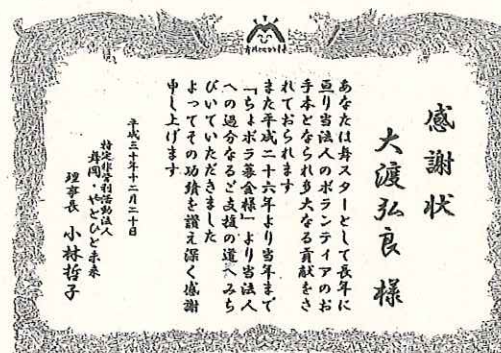 感謝状
大渡弘良 様
あなたは舞スターとして長年に
亘り当法人のボランティアのお
手本となられ多大なる貢献をさ
れておられます
また平成二十六年より当年まで
「ちょボラ募金様」より当法人
への過分なるご支援の道へみち
びいていただきました
よってその功績を讃え深く感謝
申し上げます
平成三十年十二月二十日
特定非営利活動法人
舞岡・やとひと未来
理事長 小林哲子